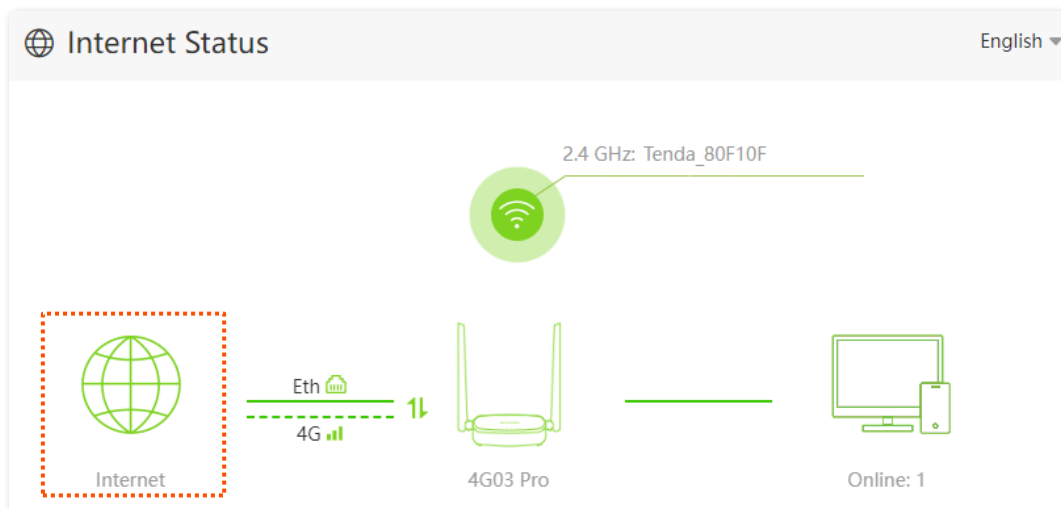 Internet Status
English
2.4 GHz: Tenda_80F10F
Eth
4G
Internet
4G03 Pro
Online: 1